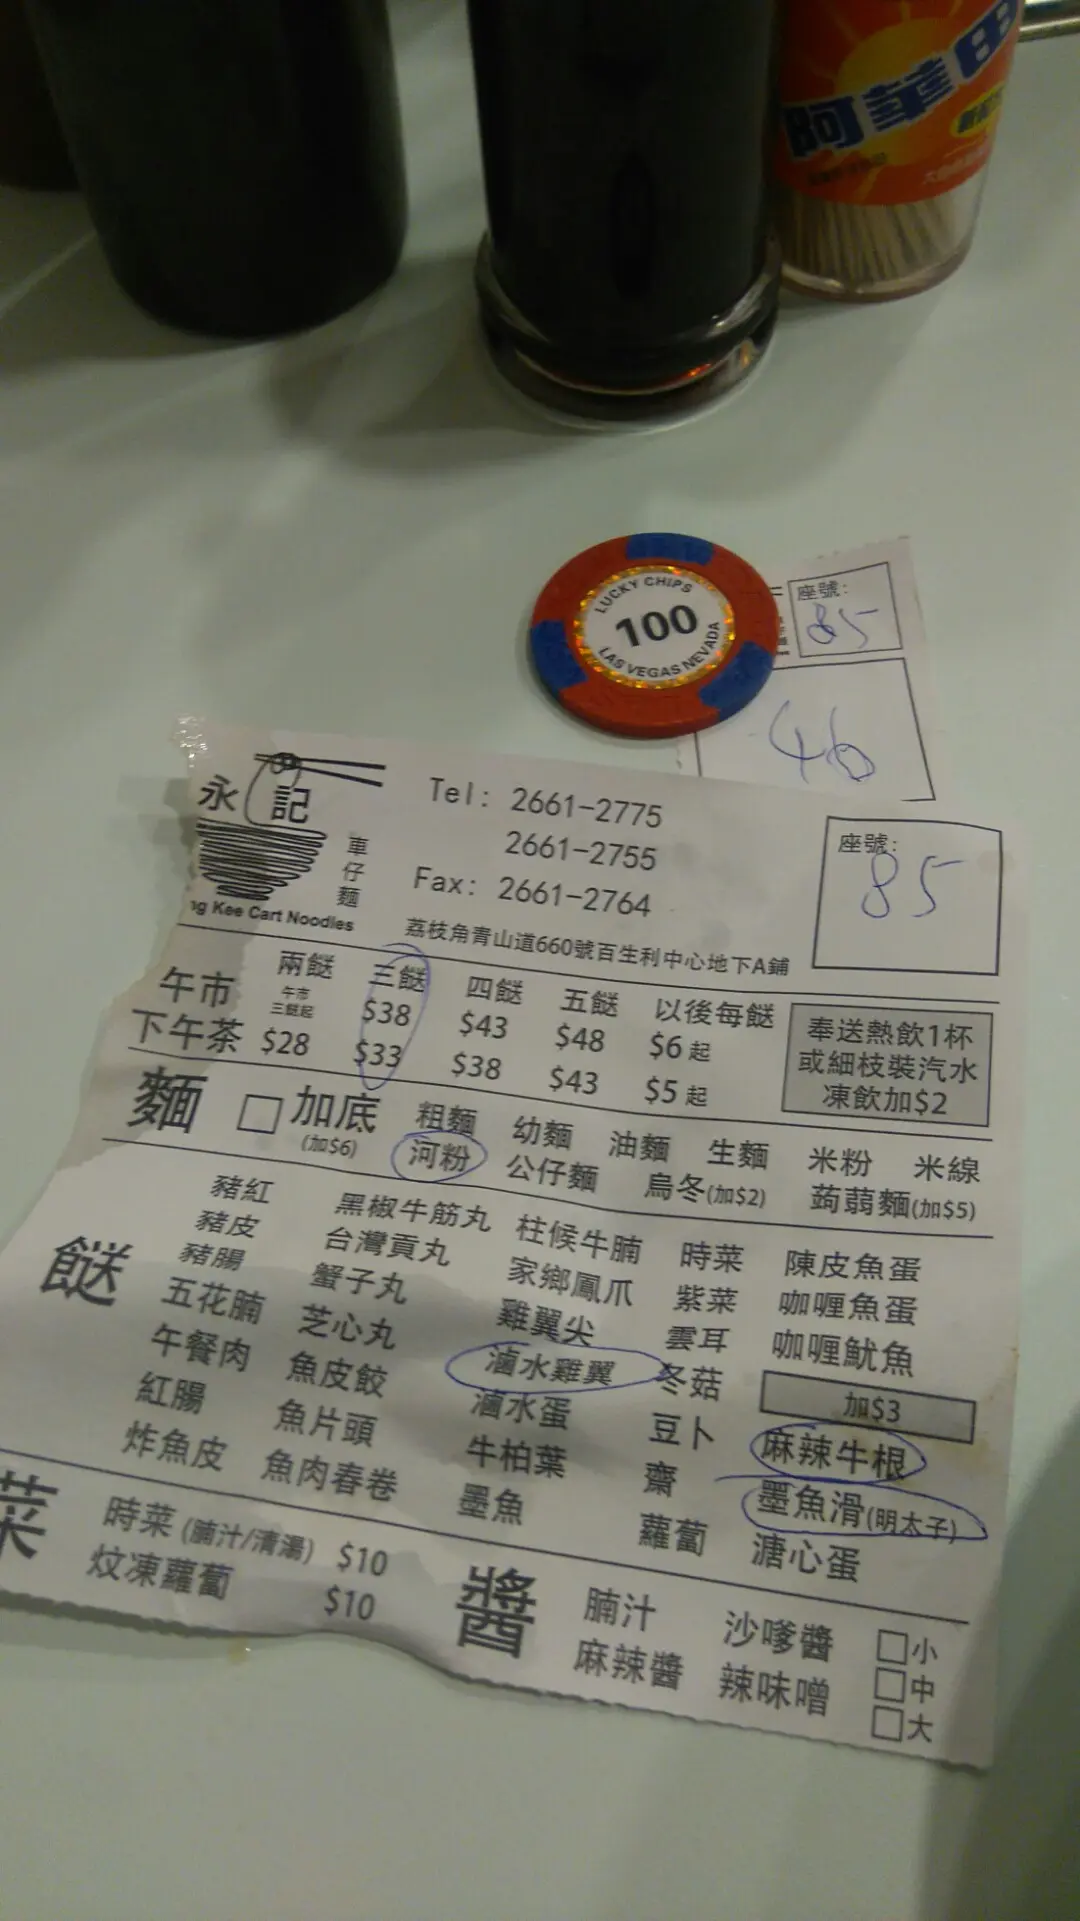 阿華田
LUCKY CHIPS
100
LAS VEGAS NEVADA
座號:
85
46
永記
車仔麵
ng Kee Cart Noodles
Tel: 2661-2775
2661-2755
Fax: 2661-2764
荔枝角青山道660號百生利中心地下A鋪
座號:
85
兩餸 三餸 四餸 五餸 以後每餸
午市 午市三餸起 $38 $43 $48 $6起
下午茶 $28 $33 $38 $43 $5起
奉送熱飲1杯
或細枝裝汽水
凍飲加$2
麵 加底 粗麵 幼麵 油麵 生麵 米粉 米線
(加$6) 河粉 公仔麵 烏冬(加$2) 蒟蒻麵(加$5)
餸
豬紅 黑椒牛筋丸 柱候牛腩 時菜 陳皮魚蛋
豬皮 台灣貢丸 家鄉鳳爪 紫菜 咖喱魚蛋
豬腸 蟹子丸 雞翼尖 雲耳 咖喱魷魚
五花腩 芝心丸 滷水雞翼 冬菇 加$3
午餐肉 魚皮餃 滷水蛋 豆卜 麻辣牛根
紅腸 魚片頭 牛柏葉 齋 墨魚滑(明太子)
炸魚皮 魚肉春卷 墨魚 蘿蔔 溏心蛋
菜
時菜(腩汁/清湯) $10
炆凍蘿蔔 $10
醬
腩汁 沙嗲醬 小
麻辣醬 辣味噌 中
大